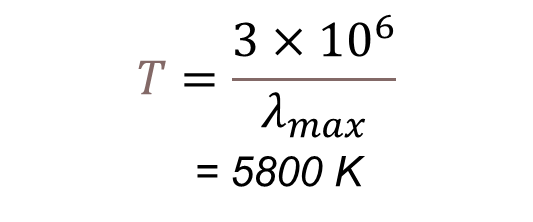 T = 3 × 10⁶ / λₘₐₓ
= 5800 K